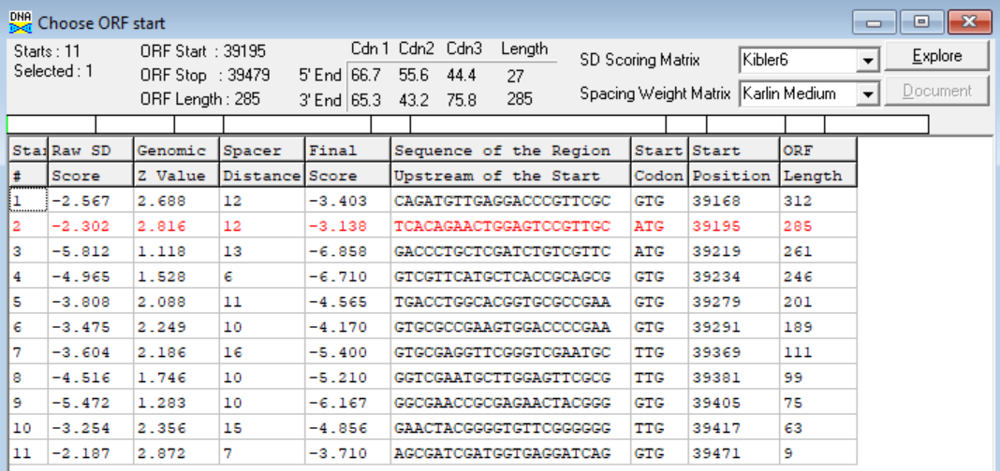 DNA Choose ORF start
Starts : 11 ORF Start : 39195 Cdn 1 Cdn2 Cdn3 Length SD Scoring Matrix Kibler6 Explore
Selected : 1 ORF Stop : 39479 5' End 66.7 55.6 44.4 27
ORF Length : 285 3' End 65.3 43.2 75.8 285 Spacing Weight Matrix Karlin Medium Document
Star Raw SD Genomic Spacer Final Sequence of the Region Start Start ORF
# Score Z Value Distance Score Upstream of the Start Codon Position Length
1 -2.567 2.688 12 -3.403 CAGATGTTGAGGACCCGTTCGC GTG 39168 312
2 -2.302 2.816 12 -3.138 TCACAGAACTGGAGTCCGTTGC ATG 39195 285
3 -5.812 1.118 13 -6.858 GACCCTGCTCGATCTGTCGTTC ATG 39219 261
4 -4.965 1.528 6 -6.710 GTCGTTCATGCTCACCGCAGCG GTG 39234 246
5 -3.808 2.088 11 -4.565 TGACCTGGCACGGTGCGCCGAA GTG 39279 201
6 -3.475 2.249 10 -4.170 GTGCGCCGAAGTGGACCCCGAA GTG 39291 189
7 -3.604 2.186 16 -5.400 GTGCGAGGTTCGGGTCGAATGC TTG 39369 111
8 -4.516 1.746 10 -5.210 GGTCGAATGCTTGGAGTTCGCG TTG 39381 99
9 -5.472 1.283 10 -6.167 GGCGAACCGCGAGAACTACGGG GTG 39405 75
10 -3.254 2.356 15 -4.856 GAACTACGGGGTGTTCGGGGGG TTG 39417 63
11 -2.187 2.872 7 -3.710 AGCGATCGATGGTGAGGATCAG GTG 39471 9